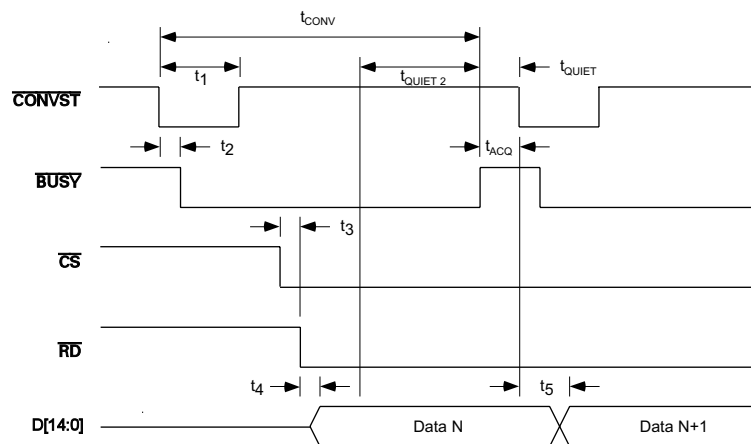 tCONV
t1
tQUIET 2
tQUIET
CONVST
t2
tACQ
BUSY
t3
CS
RD
t4
t5
D[14:0]
Data N
Data N+1